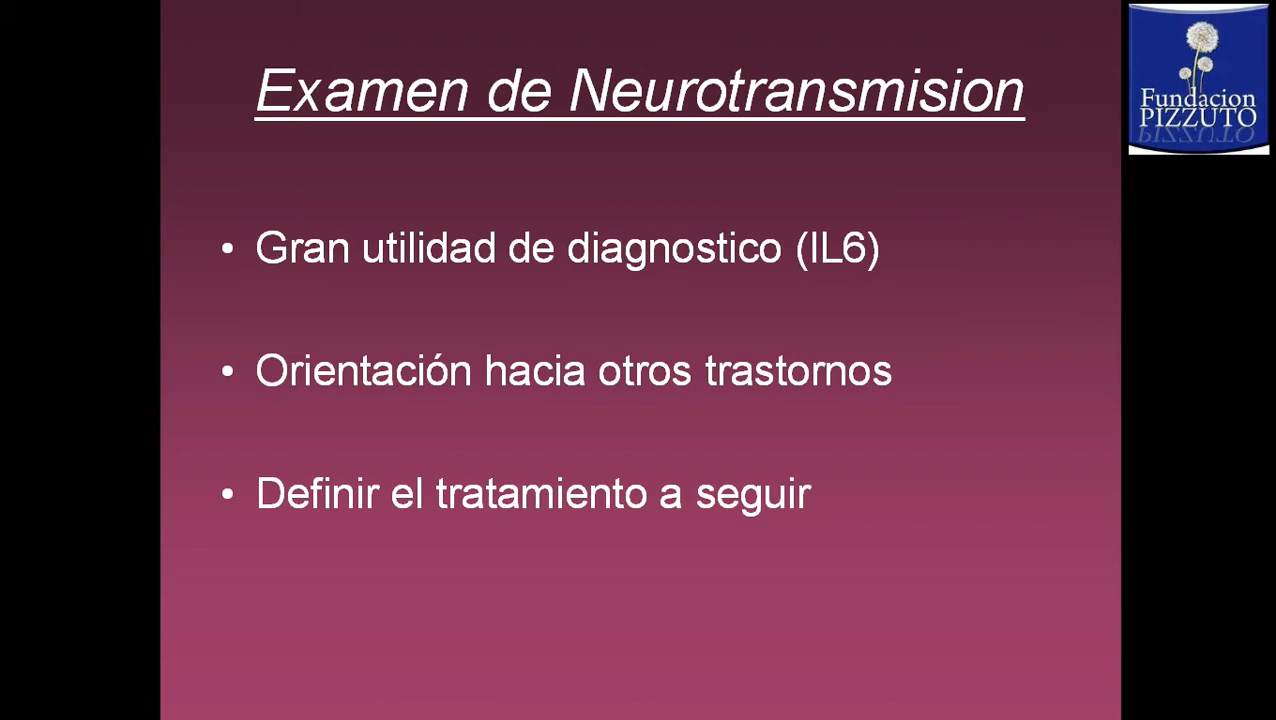 Examen de Neurotransmision
Fundacion
PIZZUTO
• Gran utilidad de diagnostico (IL6)
• Orientación hacia otros trastornos
• Definir el tratamiento a seguir